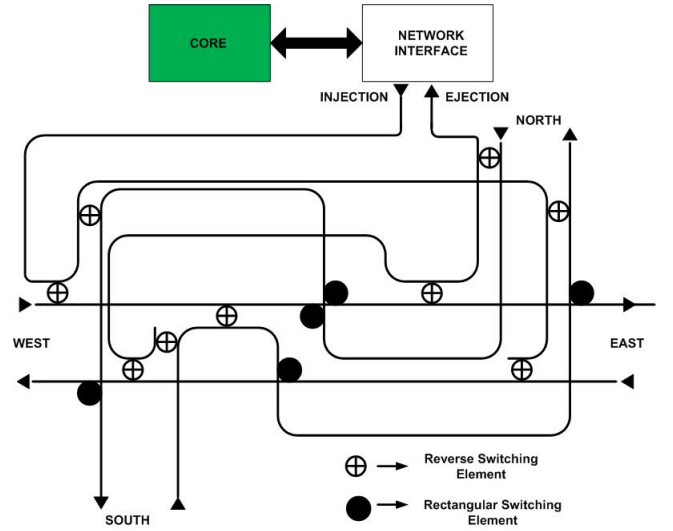 CORE
NETWORK
INTERFACE
INJECTION
EJECTION
NORTH
WEST
EAST
Reverse Switching
Element
Rectangular Switching
Element
SOUTH